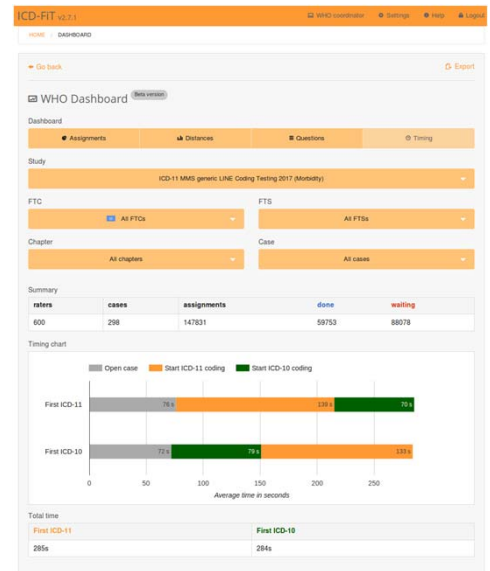 ICD-FiT v2.7.1
WHO coordinator Settings Help Logout
HOME / DASHBOARD
Go back Export
WHO Dashboard Beta version
Dashboard
Assignments Distances Questions Timing
Study
ICD-11 MMS generic LINE Coding Testing 2017 (Morbidity)
FTC FTS
All FTCs All FTSs
Chapter Case
All chapters All cases
Summary
raters cases assignments done waiting
600 298 147831 59753 88078
Timing chart
Open case Start ICD-11 coding Start ICD-10 coding
First ICD-11 76 s 139 s 70 s
First ICD-10 72 s 79 s 133 s
0 50 100 150 200 250
Average time in seconds
Total time
First ICD-11 First ICD-10
285s 284s